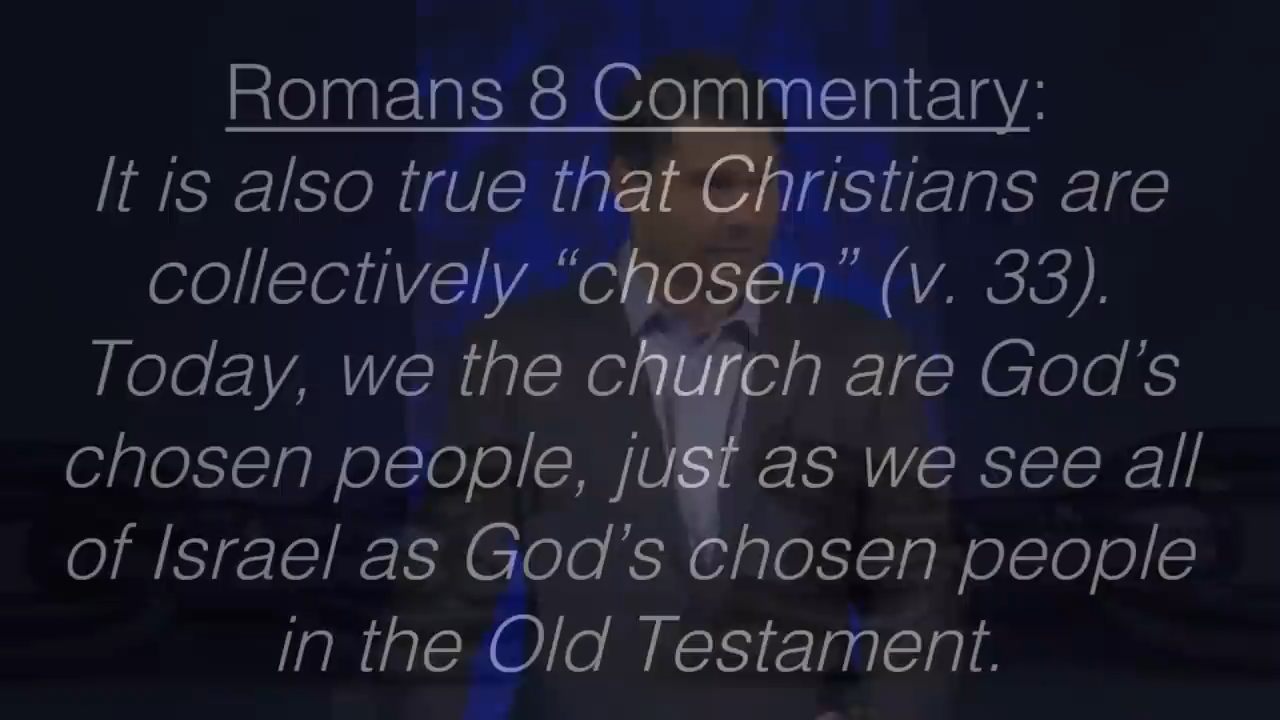 Romans 8 Commentary:
It is also true that Christians are
collectively “chosen” (v. 33).
Today, we the church are God’s
chosen people, just as we see all
of Israel as God’s chosen people
in the Old Testament.